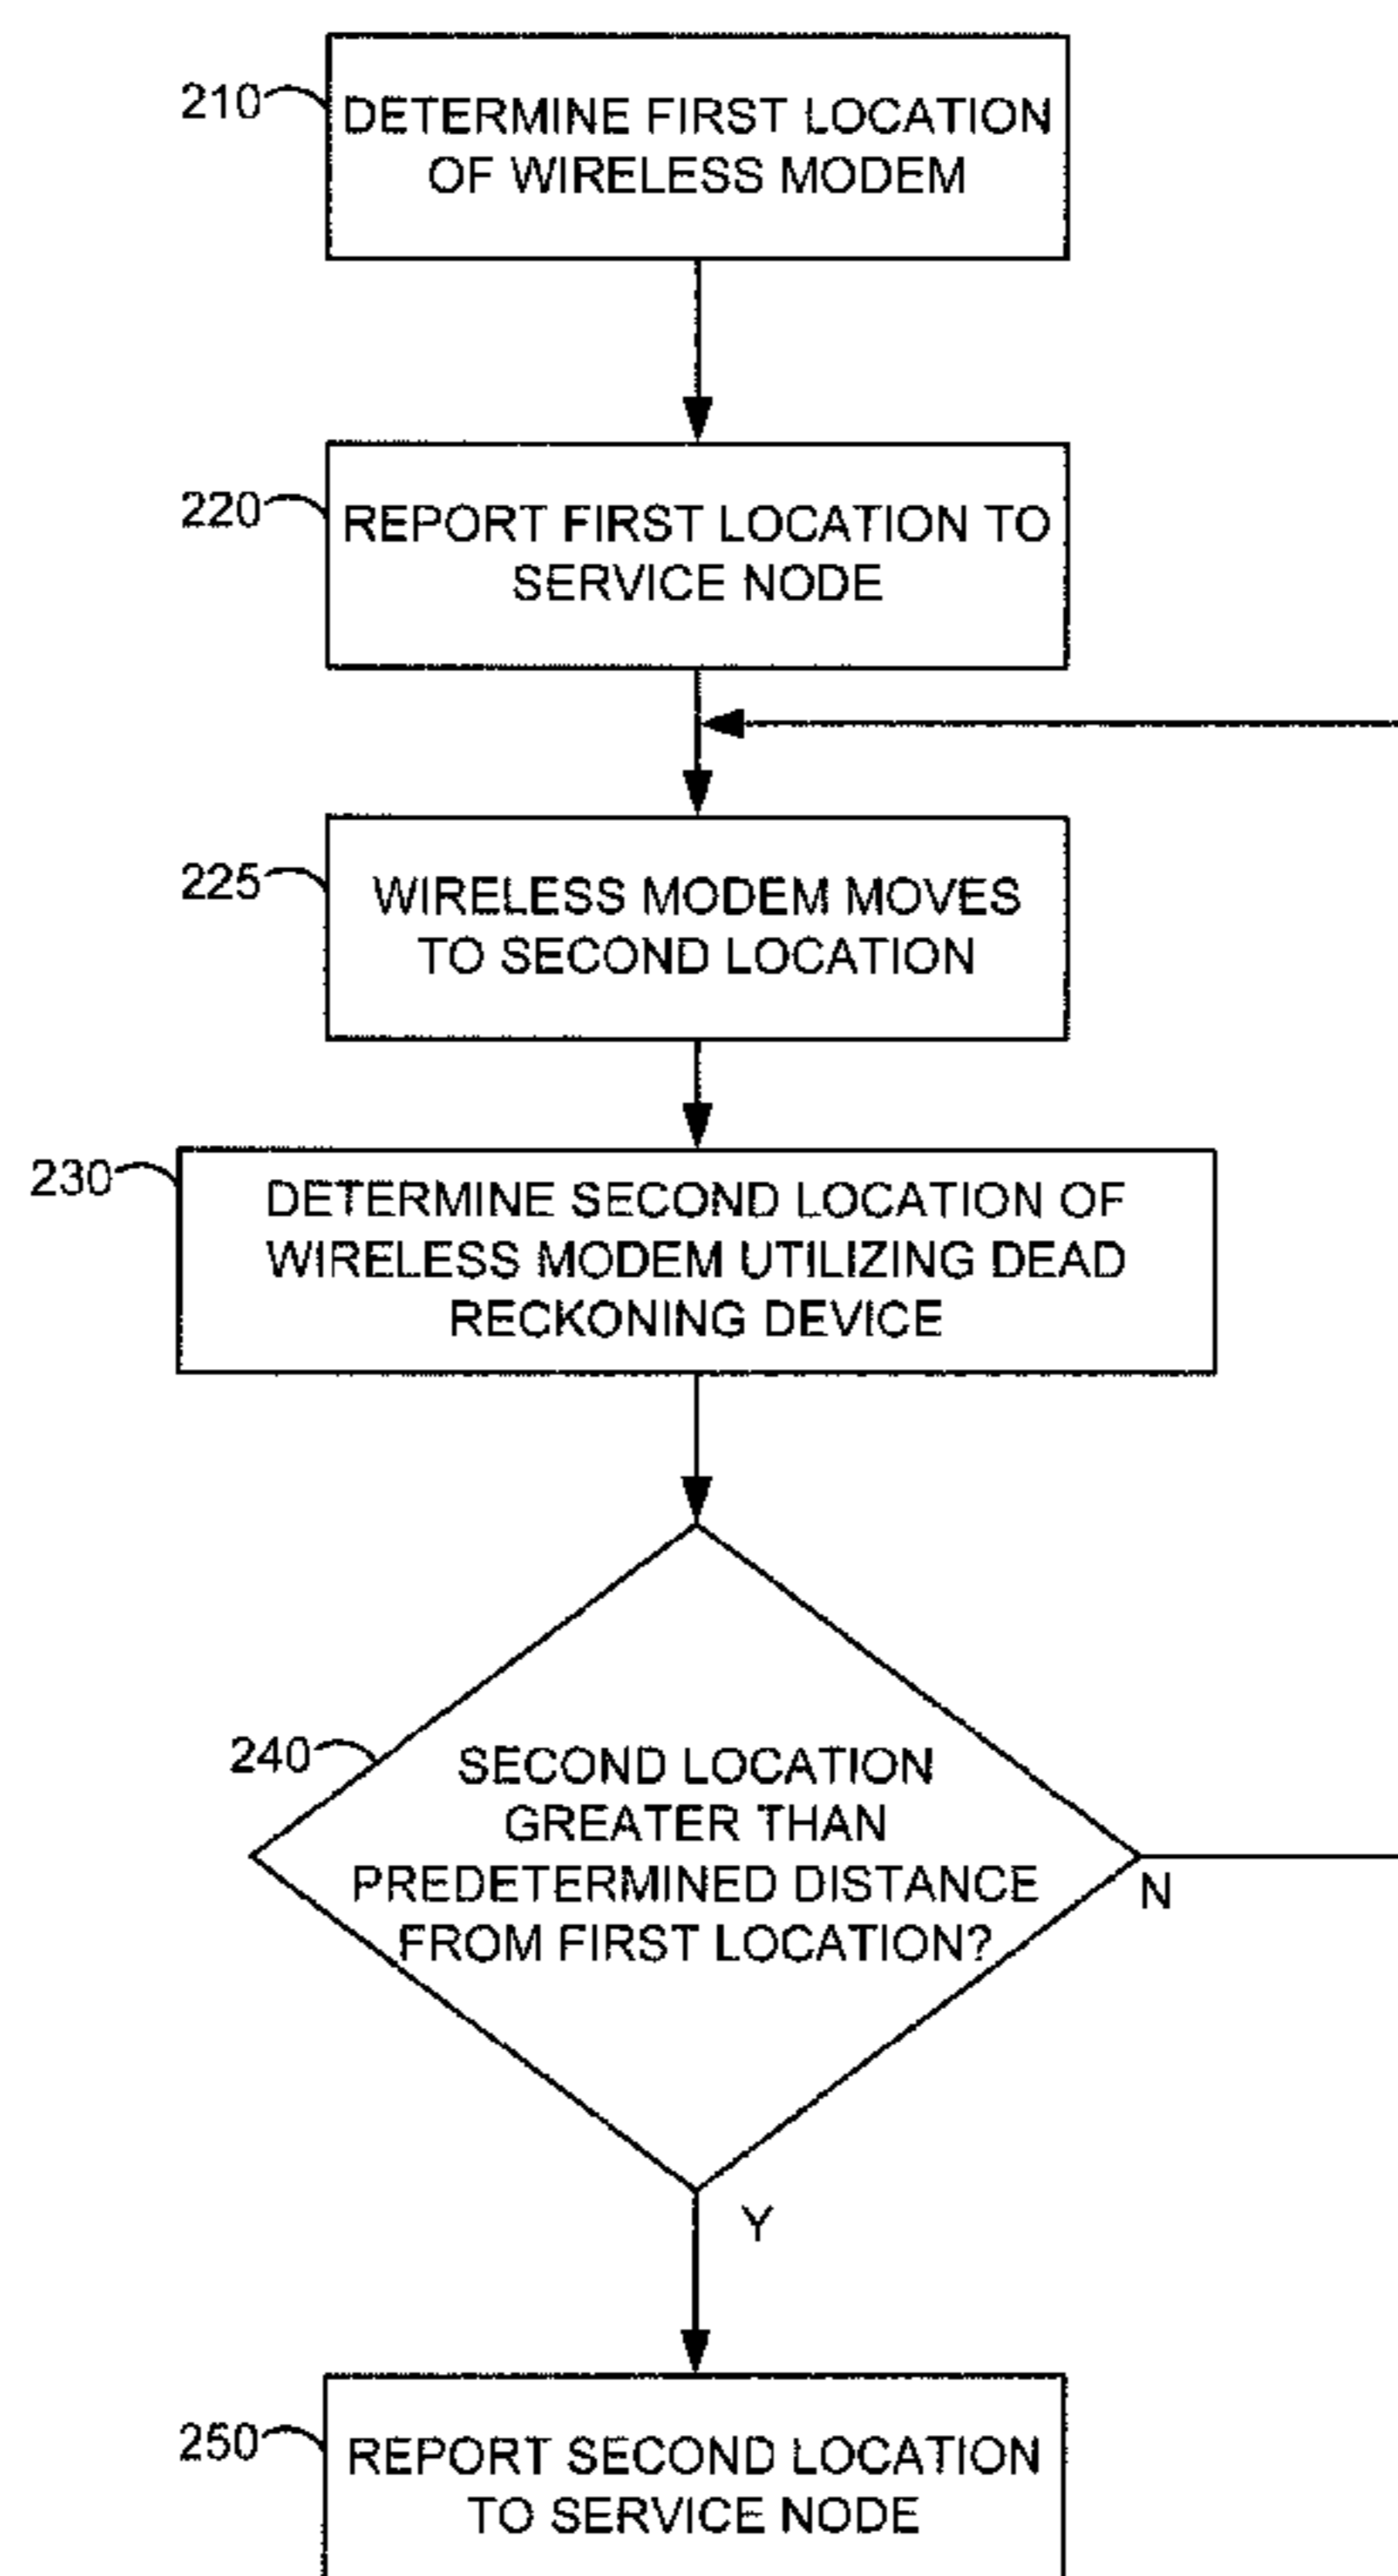 210
DETERMINE FIRST LOCATION
OF WIRELESS MODEM
220
REPORT FIRST LOCATION TO
SERVICE NODE
225
WIRELESS MODEM MOVES
TO SECOND LOCATION
230
DETERMINE SECOND LOCATION OF
WIRELESS MODEM UTILIZING DEAD
RECKONING DEVICE
240
SECOND LOCATION
GREATER THAN
PREDETERMINED DISTANCE
FROM FIRST LOCATION?
N
Y
250
REPORT SECOND LOCATION
TO SERVICE NODE